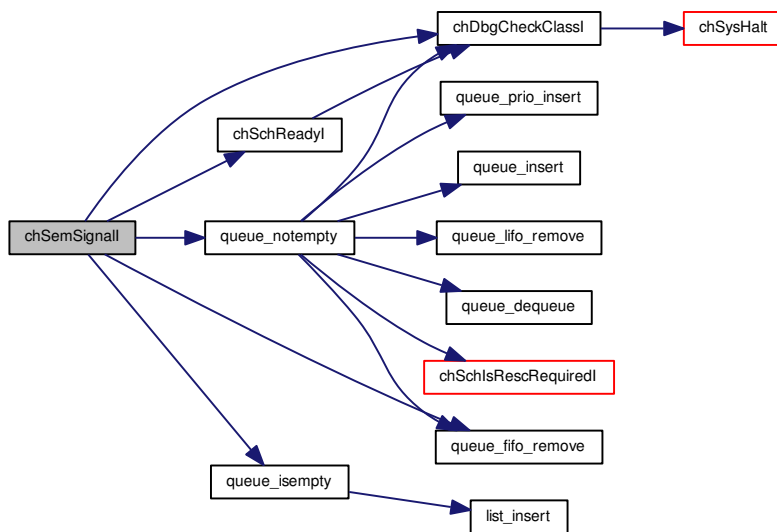 chDbgCheckClassI
chSysHalt
queue_prio_insert
chSchReadyI
queue_insert
chSemSignalI
queue_notempty
queue_lifo_remove
queue_dequeue
chSchIsRescRequiredI
queue_fifo_remove
queue_isempty
list_insert